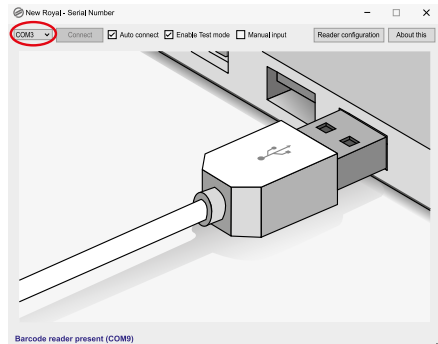 New Royal - Serial Number
COM3 Connect Auto connect Enable Test mode Manual input Reader configuration About this
Barcode reader present (COM9)